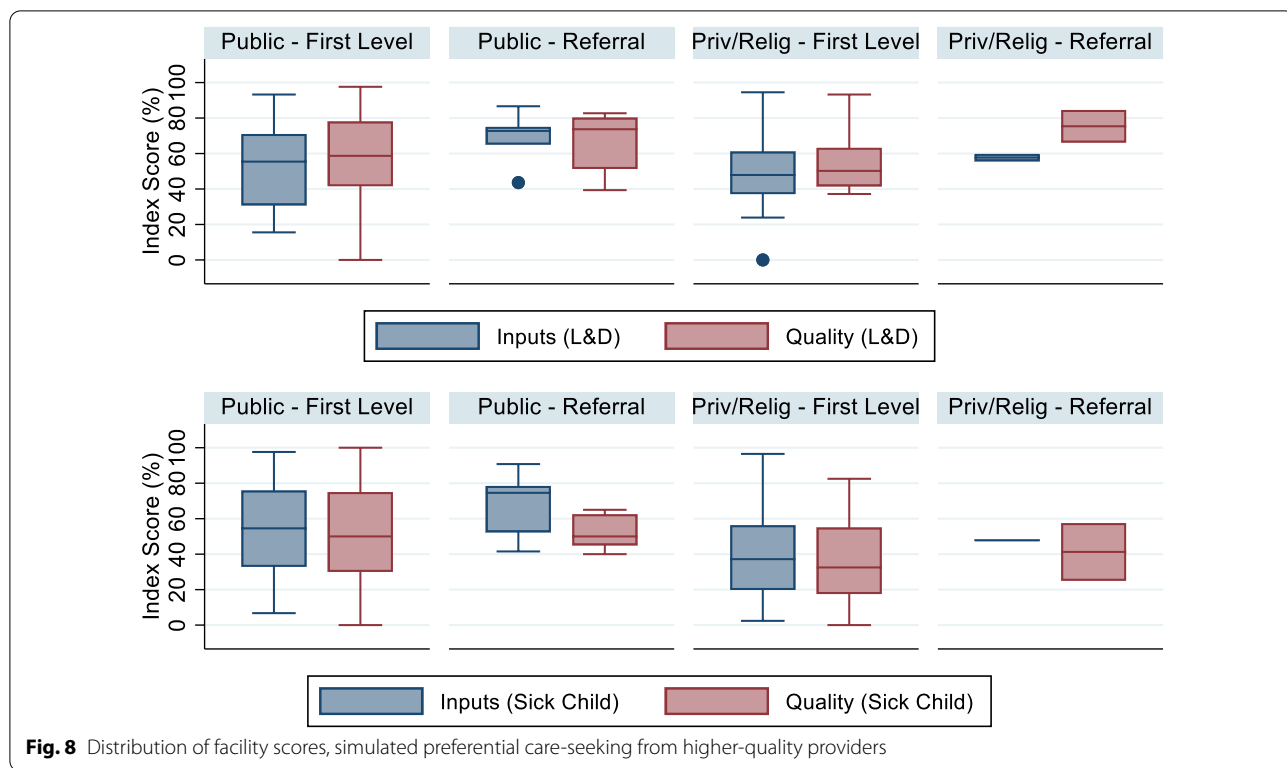 Public - First Level Public - Referral Priv/Relig - First Level Priv/Relig - Referral
Index Score (%)
0 20 40 60 80 100
Inputs (L&D) Quality (L&D)
Public - First Level Public - Referral Priv/Relig - First Level Priv/Relig - Referral
Index Score (%)
0 20 40 60 80 100
Inputs (Sick Child) Quality (Sick Child)
Fig. 8 Distribution of facility scores, simulated preferential care-seeking from higher-quality providers